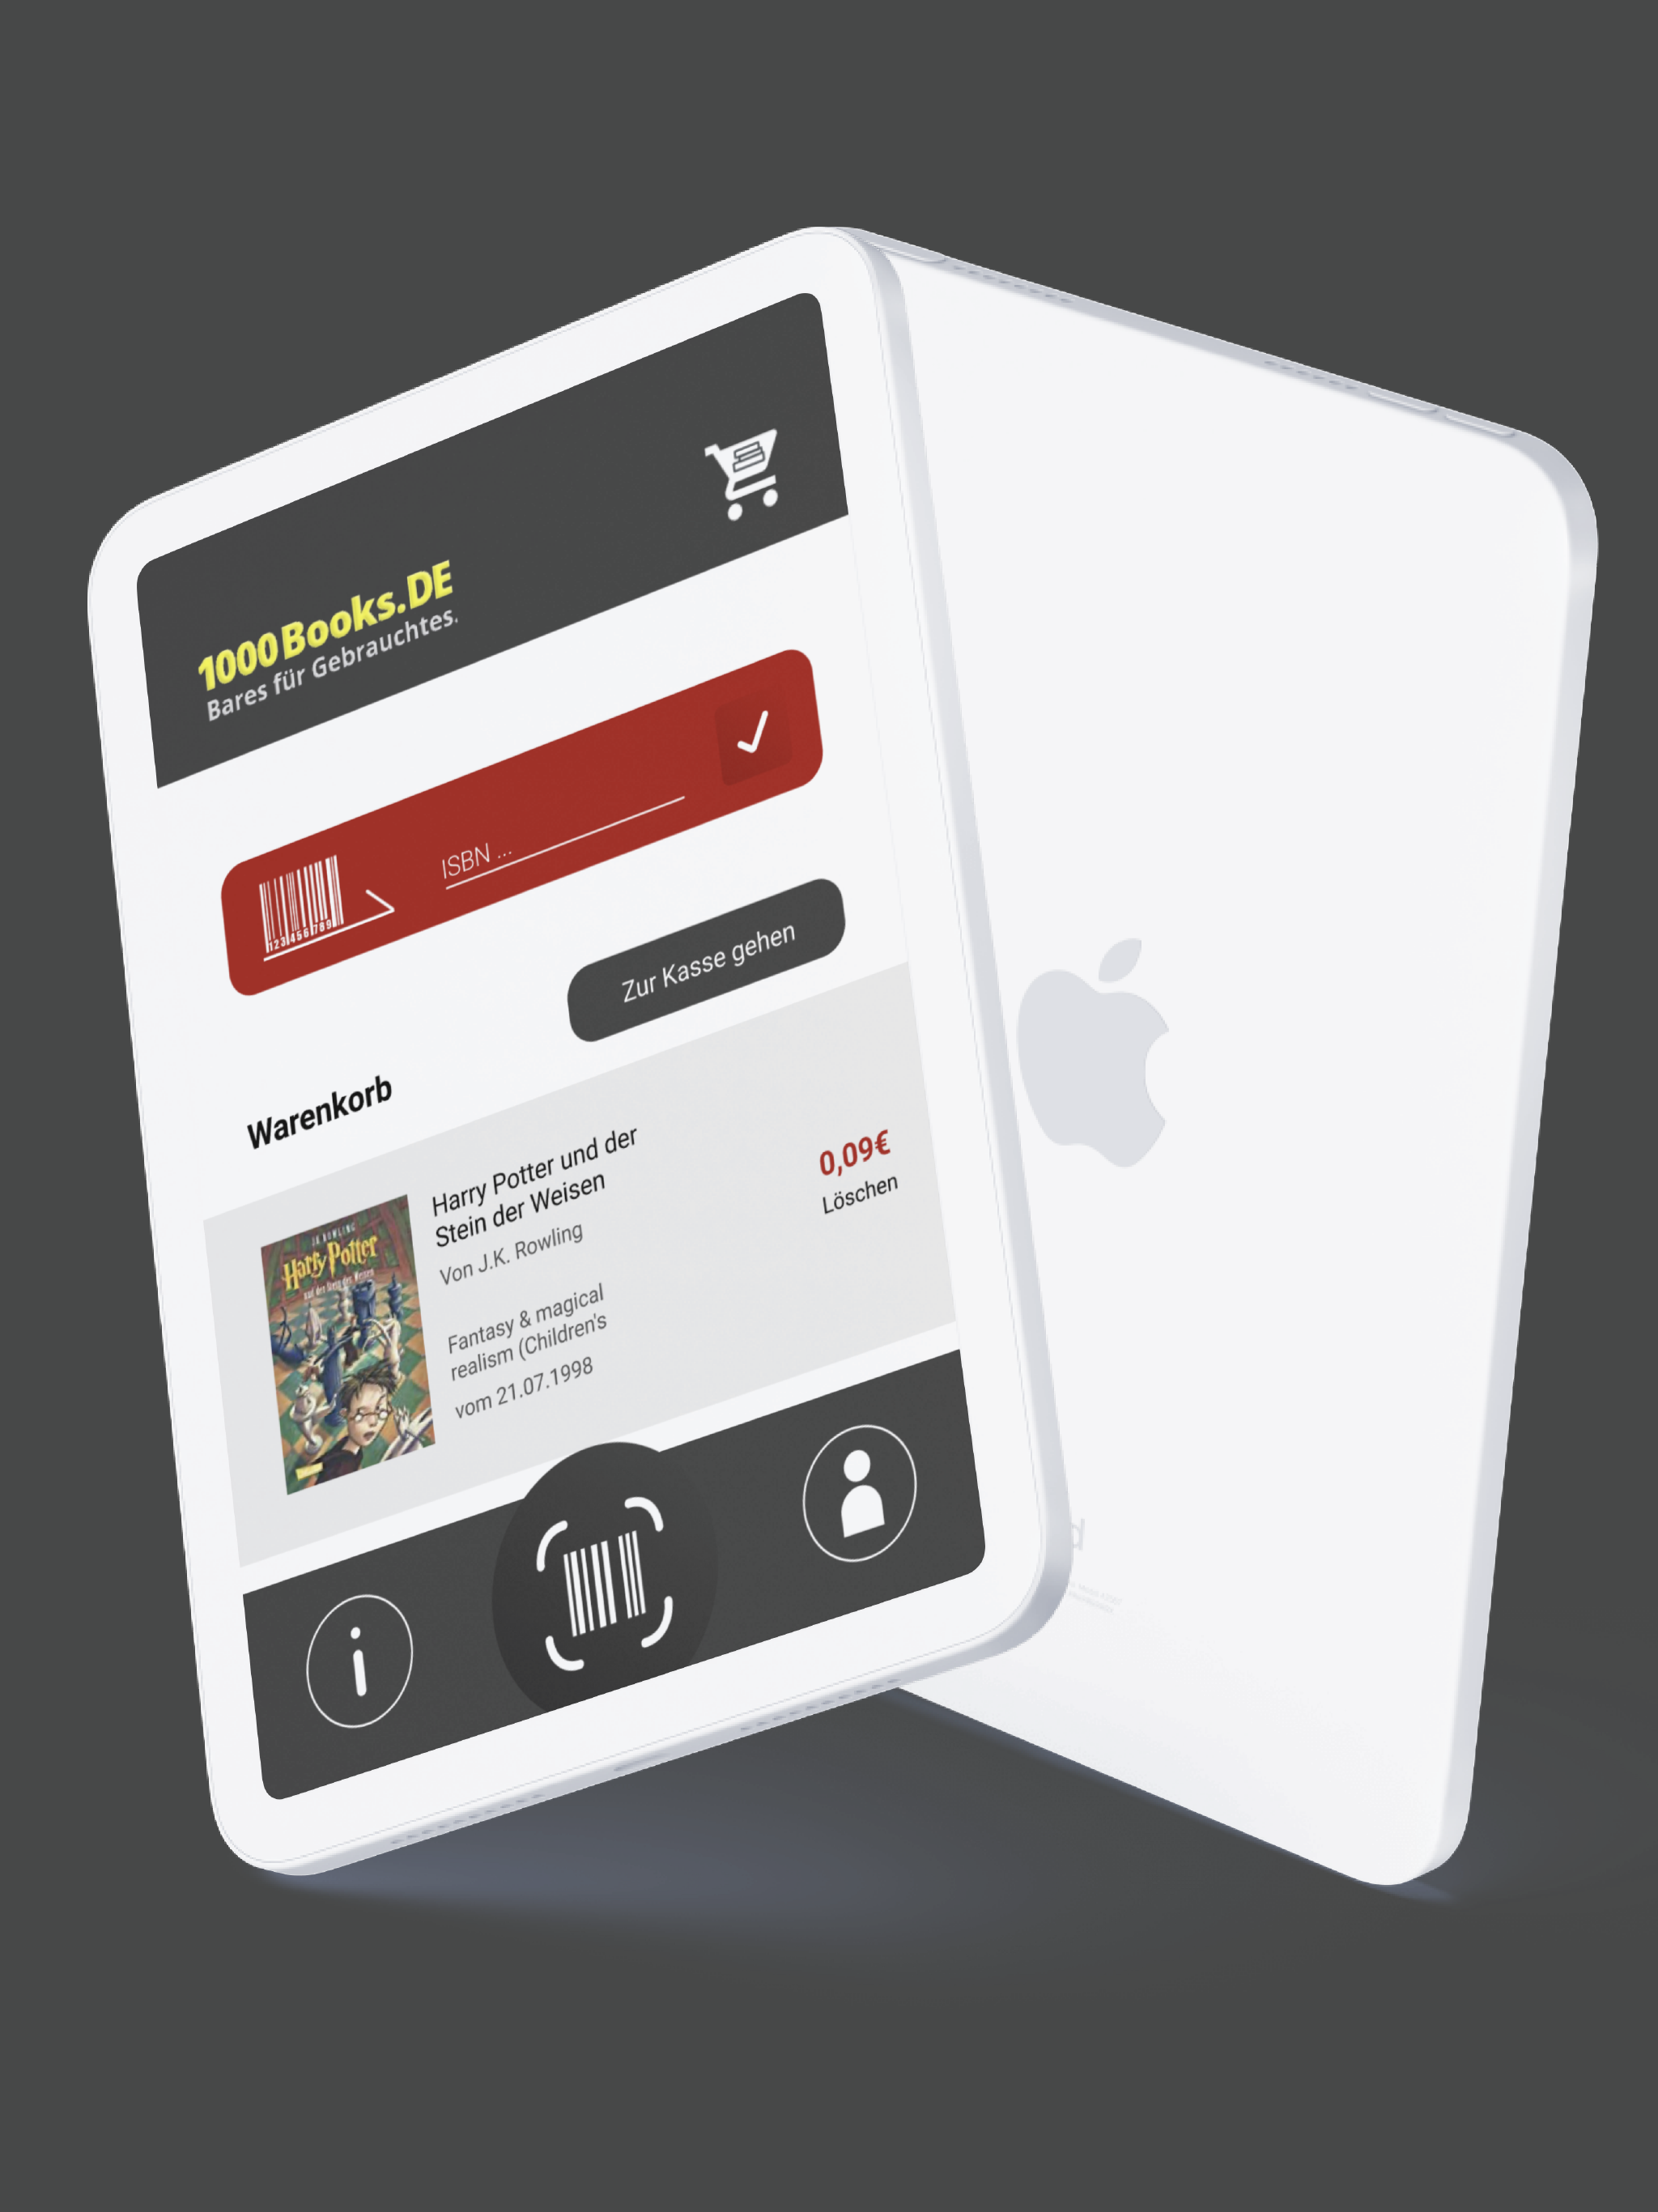 1000Books.DE
Bares für Gebrauchtes.
123456789
ISBN ...
Zur Kasse gehen
Warenkorb
J.K. ROWLING
Harry Potter
und der Stein der Weisen
Harry Potter und der
Stein der Weisen
Von J.K. Rowling
Fantasy & magical
realism (Children's
vom 21.07.1998
0,09€
Löschen
d